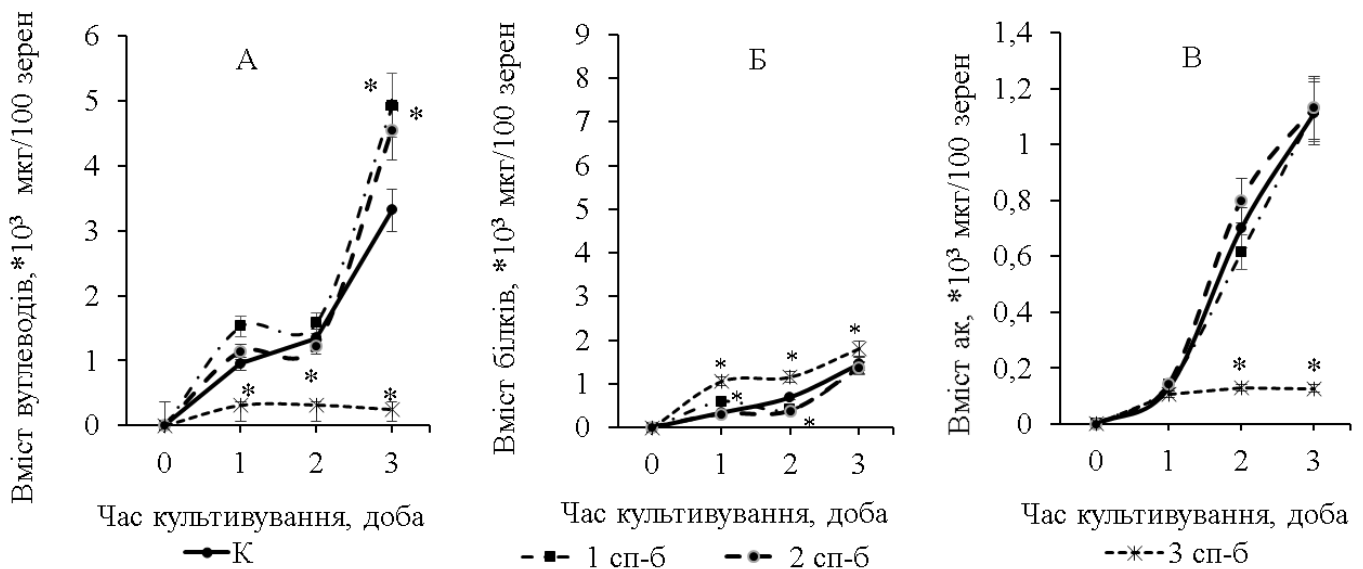 Вміст вуглеводів,*10³ мкг/100 зерен
А
6
5
4
3
2
1
0
* *
* * *
0 1 2 3
Час культивування, доба
Вміст білків, *10³ мкг/100 зерен
Б
9
8
7
6
5
4
3
2
1
0
* * *
* *
0 1 2 3
Час культивування, доба
Вміст ак, *10³ мкг/100 зерен
В
1,4
1,2
1
0,8
0,6
0,4
0,2
0
* *
0 1 2 3
Час культивування, доба
К
1 сп-б
2 сп-б
3 сп-б